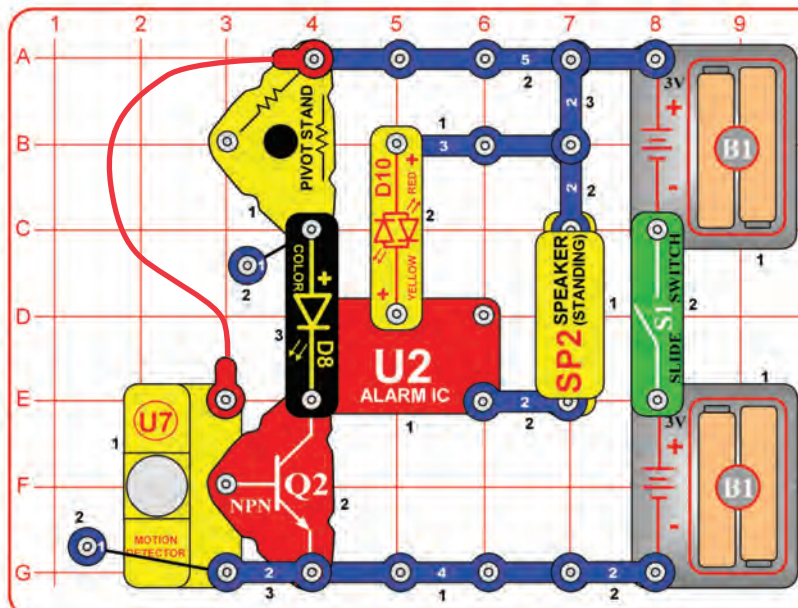 1 2 3 4 5 6 7 8 9
A
B
C
D
E
F
G
5
2
2
3
2
2
1
3
PIVOT STAND
1
D10
RED +
YELLOW
+
2
3V
+
-
B1
1
1
2
COLOR
+
D8
3
U2
ALARM IC
1
SP2 SPEAKER (STANDING)
1
S1
SLIDE SWITCH
2
2
2
U7
MOTION DETECTOR
1
NPN
Q2
2
3V
+
-
B1
1
2
1
2
3
4
1
2
2